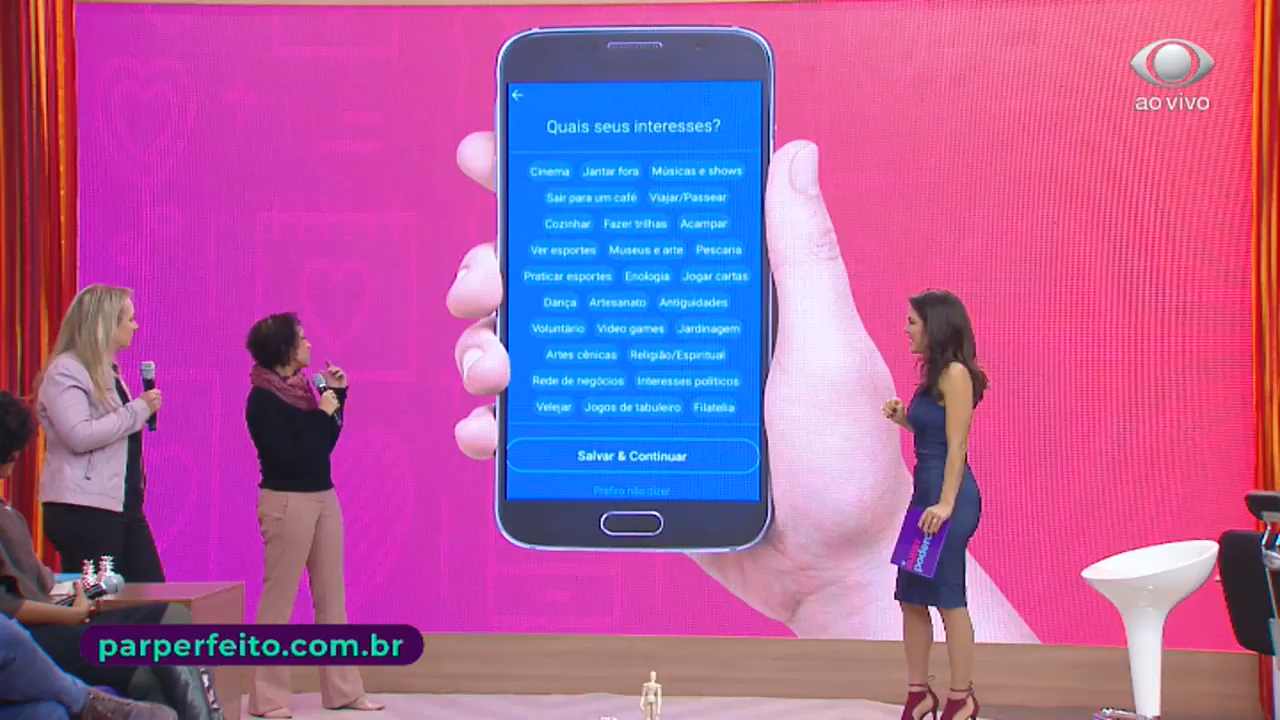 ao vivo
Quais seus interesses?
Cinema Jantar fora Músicas e shows
Sair para um café Viajar/Passear
Cozinhar Fazer trilhas Acampar
Ver esportes Museus e arte Pescaria
Praticar esportes Enologia Jogar cartas
Dança Artesanato Antiguidades
Voluntário Video games Jardinagem
Artes cênicas Religião/Espiritual
Rede de negócios Interesses políticos
Velejar Jogos de tabuleiro Filatelia
Salvar & Continuar
Prefiro não dizer
parperfeito.com.br